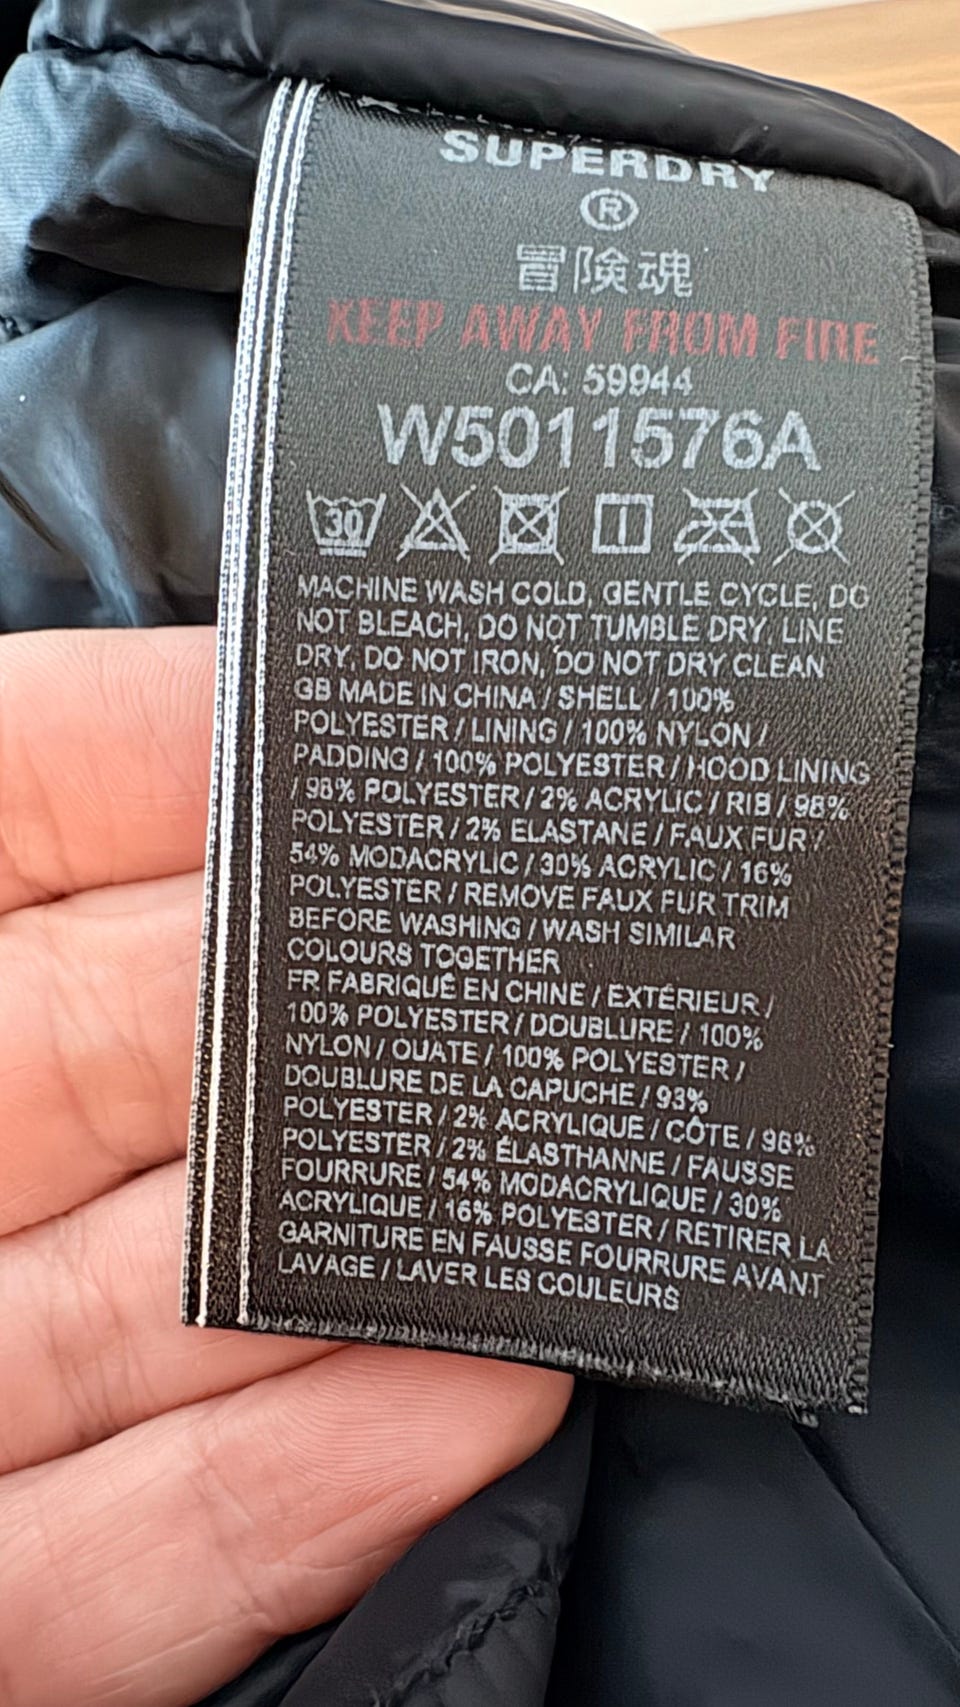 SUPERDRY
®
冒険魂
KEEP AWAY FROM FIRE
CA: 59944
W5011576A
30
MACHINE WASH COLD, GENTLE CYCLE, DO
NOT BLEACH, DO NOT TUMBLE DRY, LINE
DRY, DO NOT IRON, DO NOT DRY CLEAN
GB MADE IN CHINA / SHELL / 100%
POLYESTER / LINING / 100% NYLON /
PADDING / 100% POLYESTER / HOOD LINING
/ 98% POLYESTER / 2% ACRYLIC / RIB / 98%
POLYESTER / 2% ELASTANE / FAUX FUR /
54% MODACRYLIC / 30% ACRYLIC / 16%
POLYESTER / REMOVE FAUX FUR TRIM
BEFORE WASHING / WASH SIMILAR
COLOURS TOGETHER
FR FABRIQUÉ EN CHINE / EXTÉRIEUR /
100% POLYESTER / DOUBLURE / 100%
NYLON / OUATE / 100% POLYESTER /
DOUBLURE DE LA CAPUCHE / 98%
POLYESTER / 2% ACRYLIQUE / CÔTE / 98%
POLYESTER / 2% ÉLASTHANNE / FAUSSE
FOURRURE / 54% MODACRYLIQUE / 30%
ACRYLIQUE / 16% POLYESTER / RETIRER LA
GARNITURE EN FAUSSE FOURRURE AVANT
LAVAGE / LAVER LES COULEURS